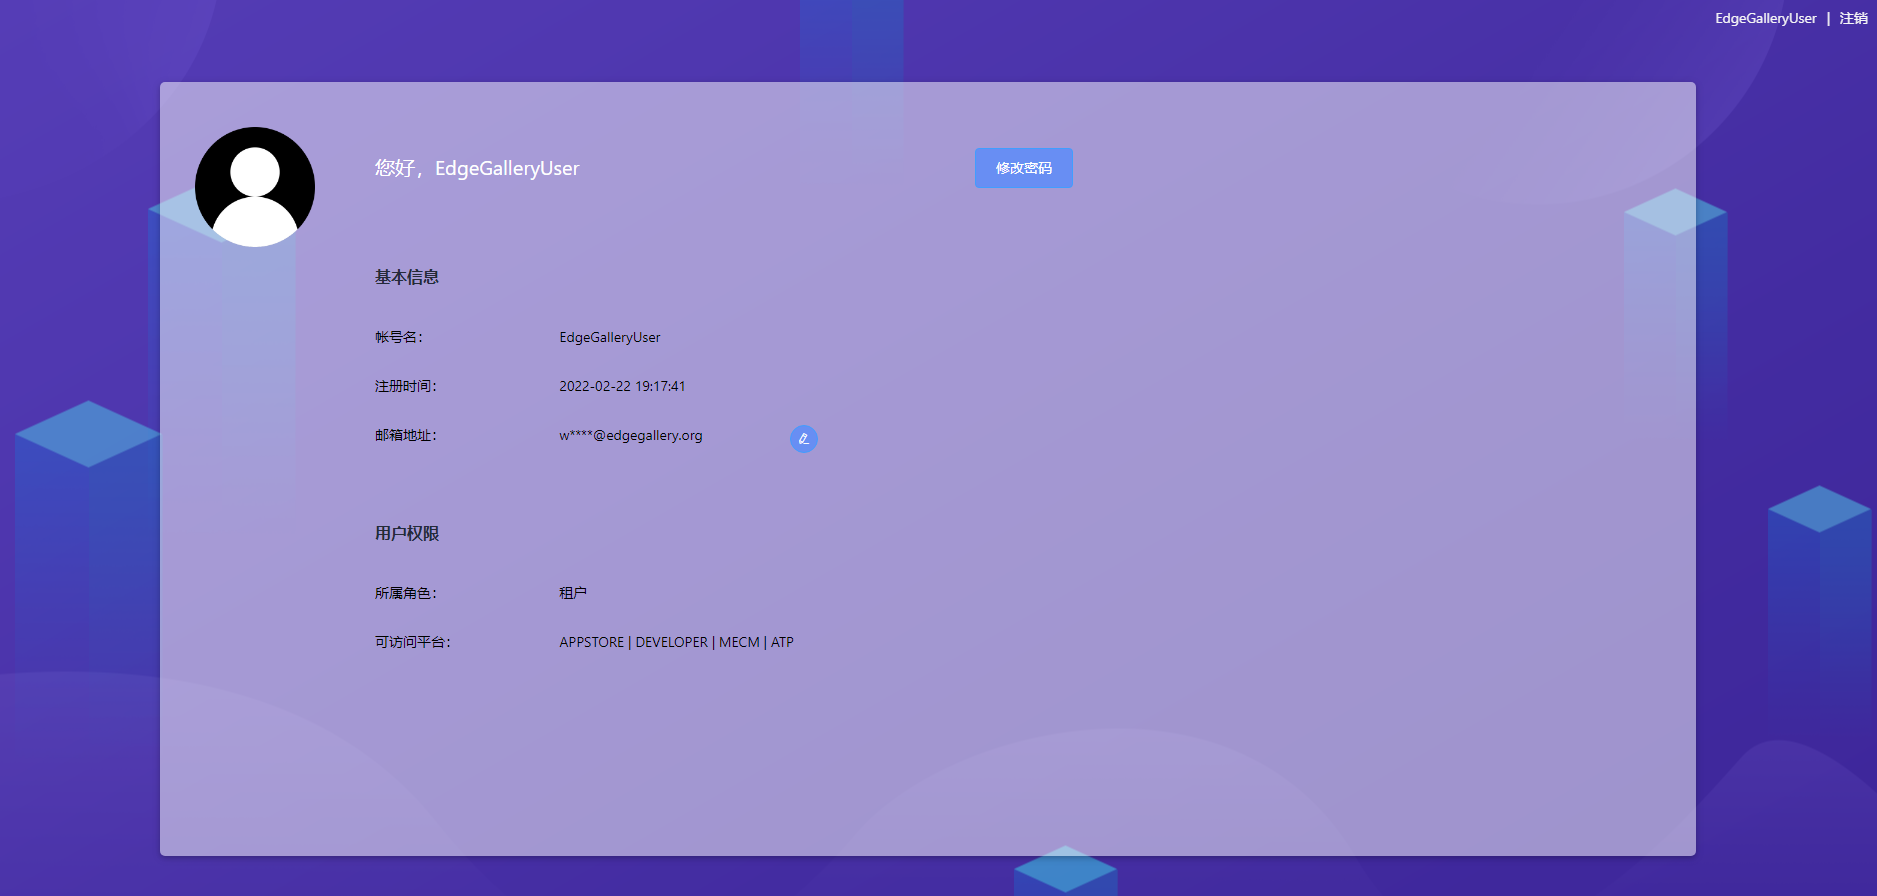 EdgeGalleryUser | 注销
您好，EdgeGalleryUser
修改密码
基本信息
帐号名： EdgeGalleryUser
注册时间： 2022-02-22 19:17:41
邮箱地址： w****@edgegallery.org
用户权限
所属角色： 租户
可访问平台： APPSTORE | DEVELOPER | MECM | ATP